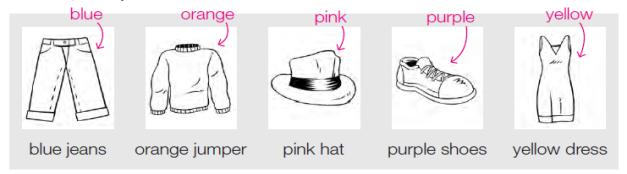 blue orange pink purple yellow
blue jeans orange jumper pink hat purple shoes yellow dress